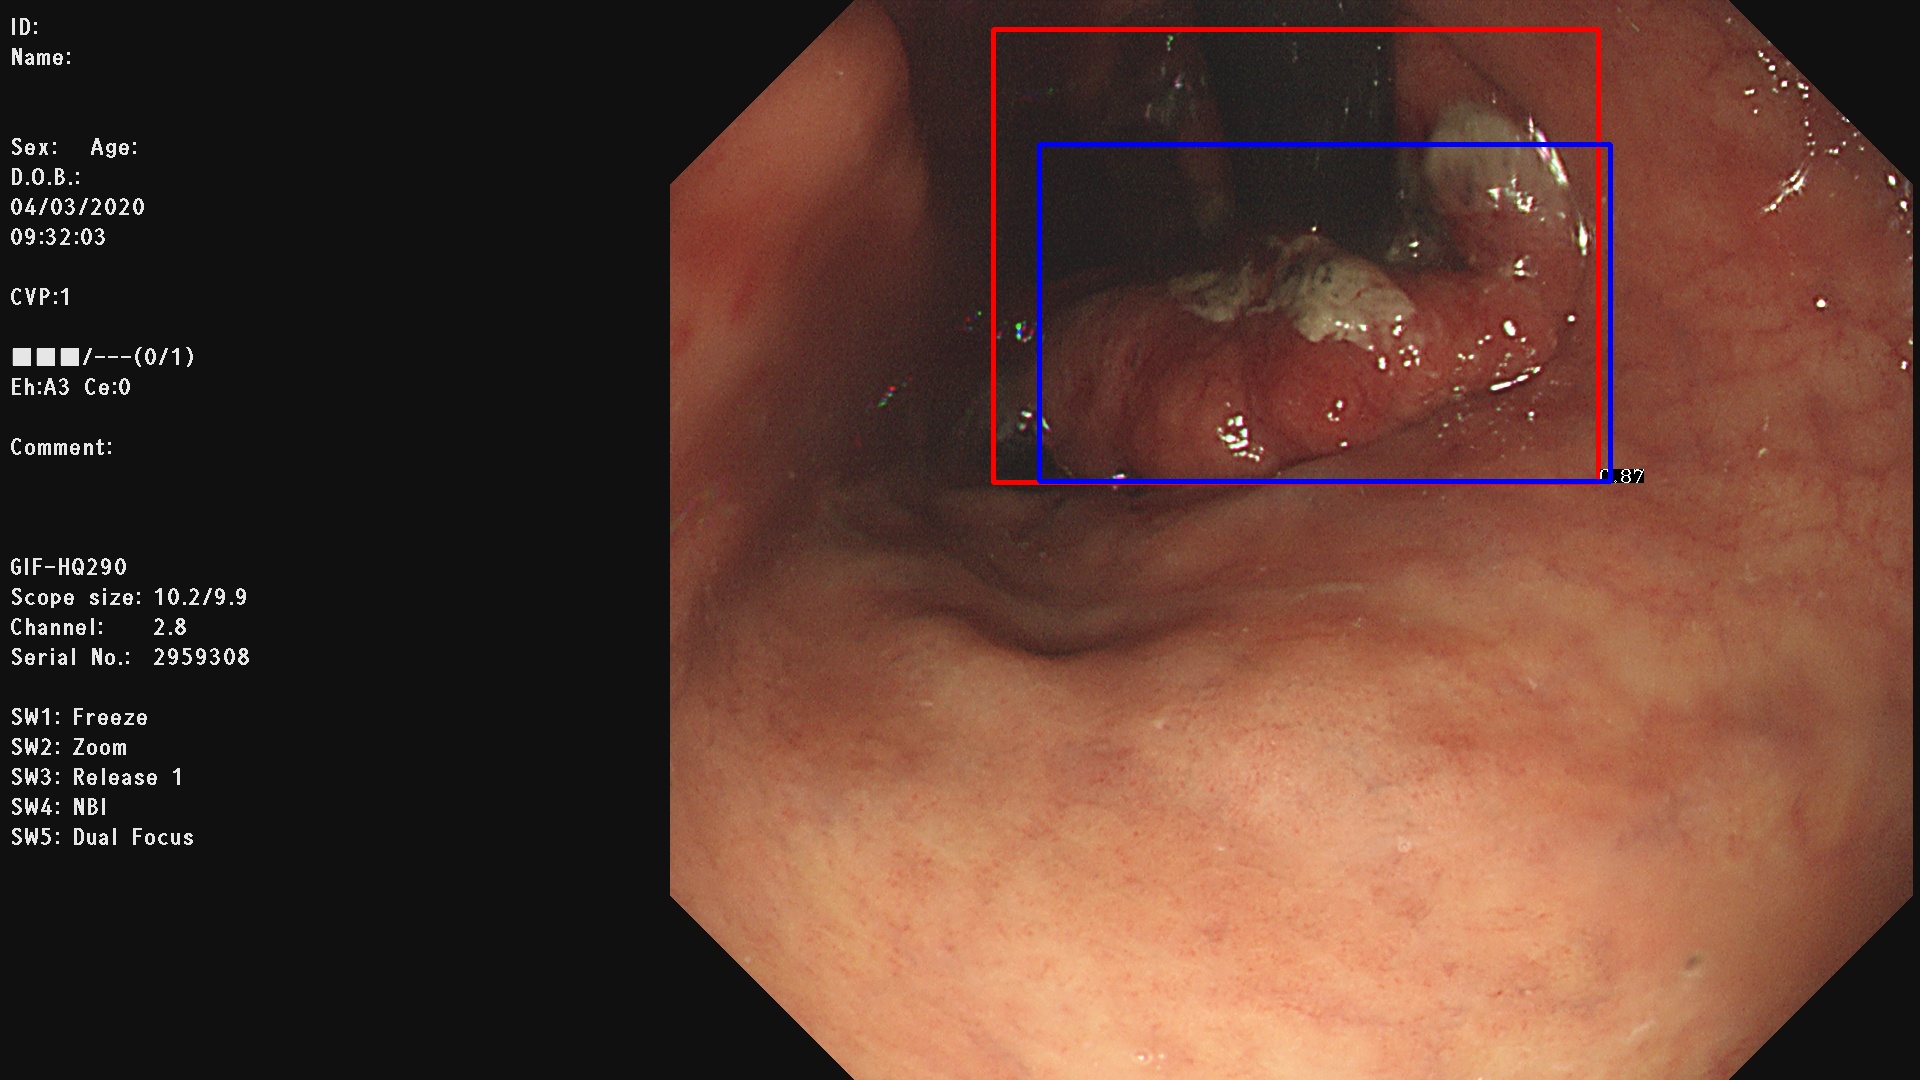 ID:
Name:
Sex: Age:
D.O.B.:
04/03/2020
09:32:03
CVP:1
■■■/---(0/1)
Eh:A3 Ce:0
Comment:
GIF-HQ290
Scope size: 10.2/9.9
Channel: 2.8
Serial No.: 2959308
SW1: Freeze
SW2: Zoom
SW3: Release 1
SW4: NBI
SW5: Dual Focus
0.87